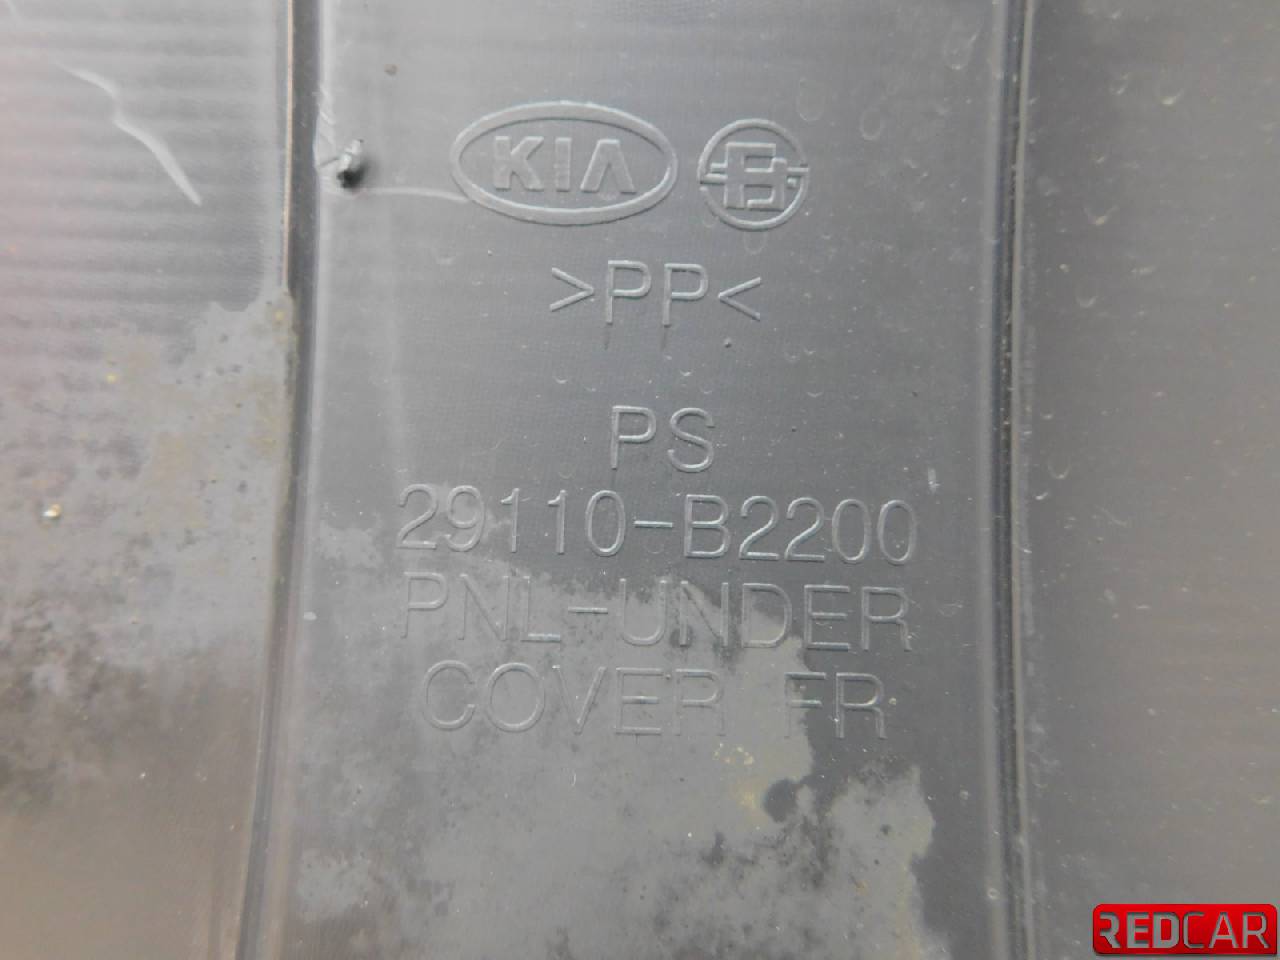 KIA
>PP<
PS
29110-B2200
PNL-UNDER
COVER FR
REDCAR